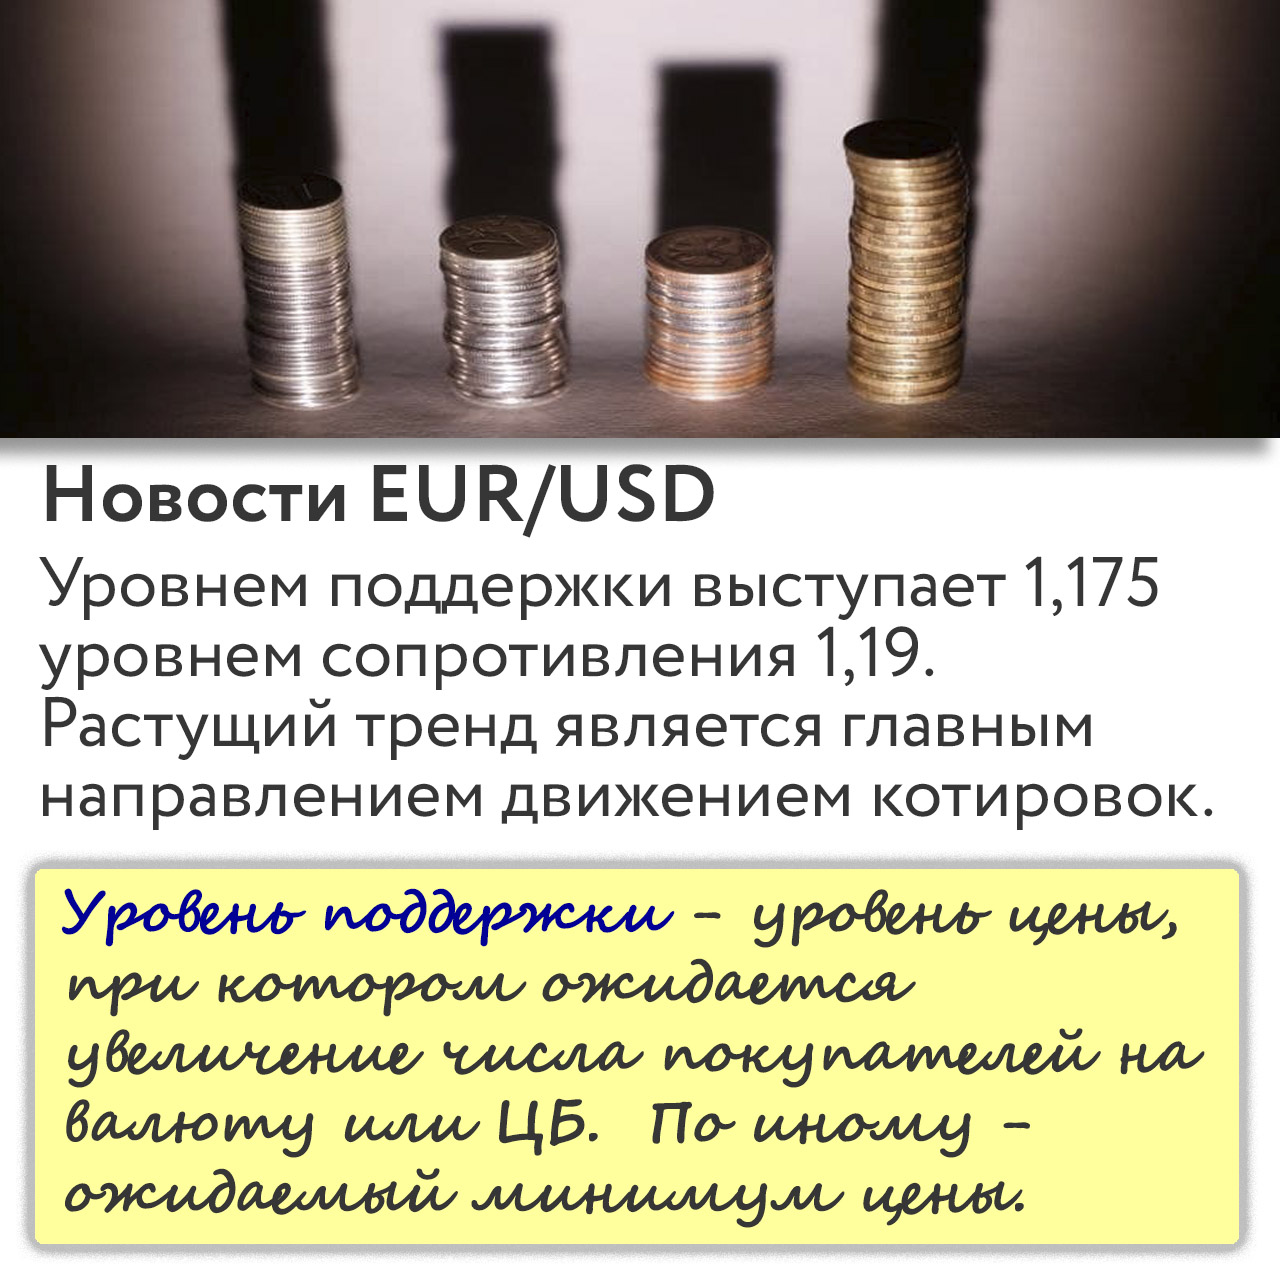 Новости EUR/USD
Уровнем поддержки выступает 1,175
уровнем сопротивления 1,19.
Растущий тренд является главным
направлением движением котировок.
Уровень поддержки – уровень цены,
при котором ожидается
увеличение числа покупателей на
валюту или ЦБ. По иному –
ожидаемый минимум цены.